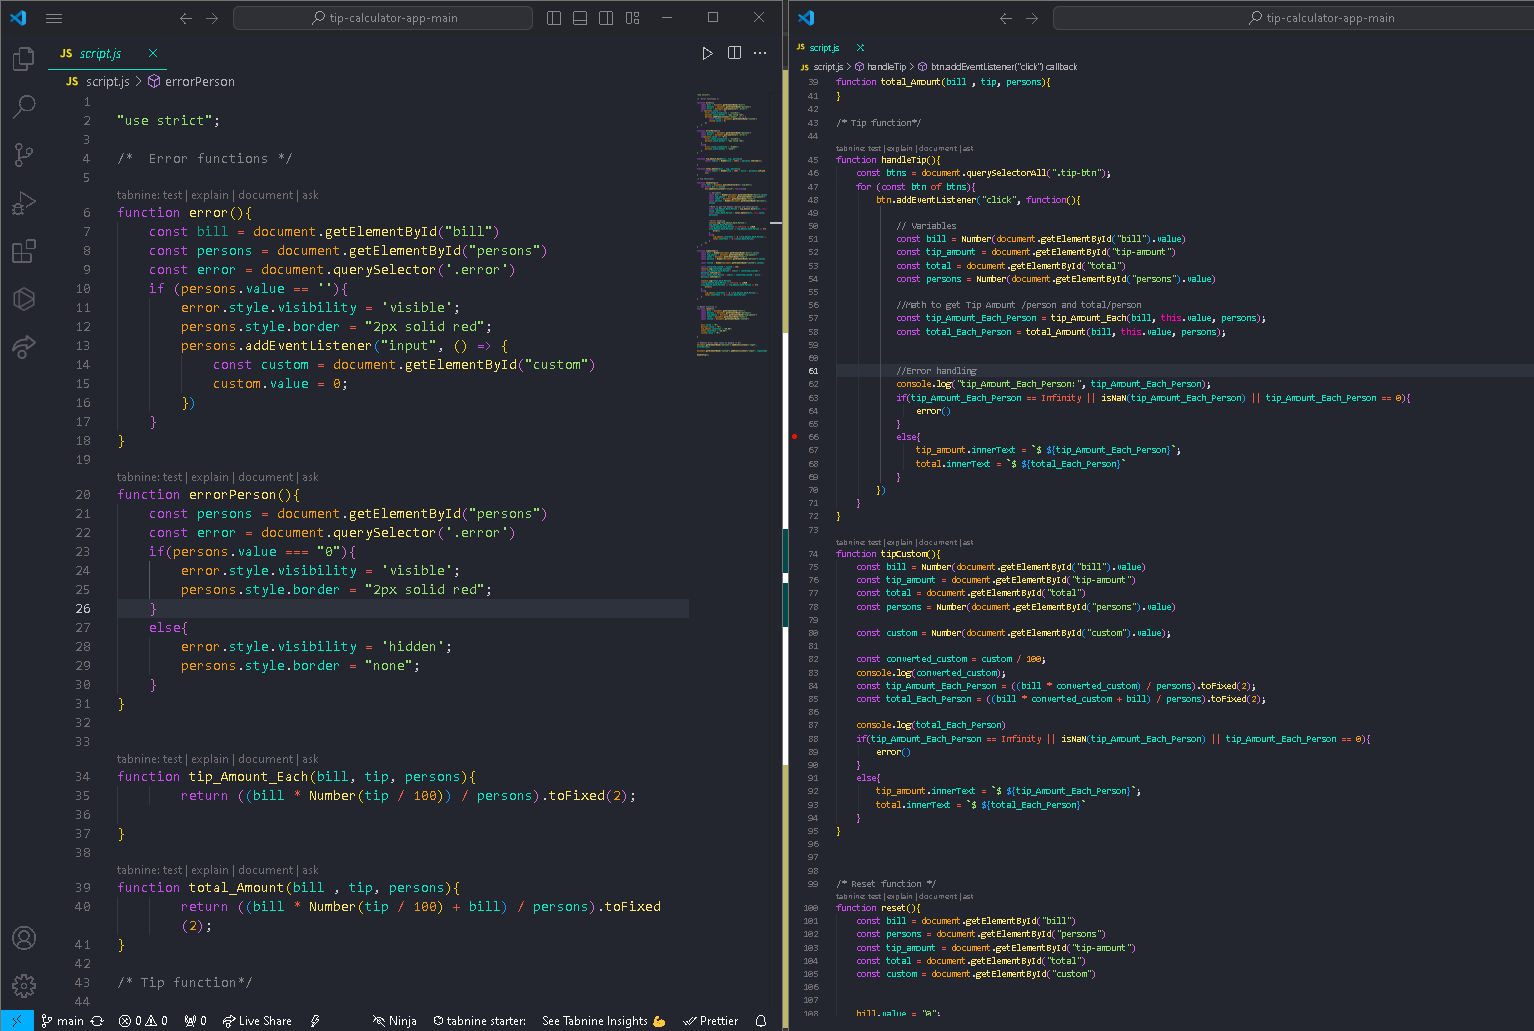 tip-calculator-app-main
JS script.js
JS script.js > errorPerson
1
2 "use strict";
3
4 /*  Error functions */
5
tabnine: test | explain | document | ask
6 function error(){
7 const bill = document.getElementById("bill")
8 const persons = document.getElementById("persons")
9 const error = document.querySelector('.error')
10 if (persons.value == ''){
11 error.style.visibility = 'visible';
12 persons.style.border = "2px solid red";
13 persons.addEventListener("input", () => {
14 const custom = document.getElementById("custom")
15 custom.value = 0;
16 })
17 }
18 }
19
tabnine: test | explain | document | ask
20 function errorPerson(){
21 const persons = document.getElementById("persons")
22 const error = document.querySelector('.error')
23 if(persons.value === "0"){
24 error.style.visibility = 'visible';
25 persons.style.border = "2px solid red";
26 }
27 else{
28 error.style.visibility = 'hidden';
29 persons.style.border = "none";
30 }
31 }
32
33
tabnine: test | explain | document | ask
34 function tip_Amount_Each(bill, tip, persons){
35 return ((bill * Number(tip / 100)) / persons).toFixed(2);
36
37 }
38
tabnine: test | explain | document | ask
39 function total_Amount(bill , tip, persons){
40 return ((bill * Number(tip / 100) + bill) / persons).toFixed
(2);
41 }
42
43 /* Tip function*/
44
main 0 0 0 Live Share Ninja tabnine starter: See Tabnine Insights 💪 Prettier
tip-calculator-app-main
JS script.js
JS script.js > handleTip > btn.addEventListener("click") callback
39 function total_Amount(bill , tip, persons){
41 }
42
43 /* Tip function*/
44
tabnine: test | explain | document | ask
45 function handleTip(){
46 const btns = document.querySelectorAll(".tip-btn");
47 for (const btn of btns){
48 btn.addEventListener("click", function(){
49
50 // Variables
51 const bill = Number(document.getElementById("bill").value)
52 const tip_amount = document.getElementById("tip-amount")
53 const total = document.getElementById("total")
54 const persons = Number(document.getElementById("persons").value)
55
56 //Math to get Tip Amount /person and total/person
57 const tip_Amount_Each_Person = tip_Amount_Each(bill, this.value, persons);
58 const total_Each_Person = total_Amount(bill, this.value, persons);
59
60
61 //Error handling
62 console.log("tip_Amount_Each_Person:", tip_Amount_Each_Person);
63 if(tip_Amount_Each_Person == Infinity || isNaN(tip_Amount_Each_Person) || tip_Amount_Each_Person == 0){
64 error()
65 }
66 else{
67 tip_amount.innerText = `$ ${tip_Amount_Each_Person}`;
68 total.innerText = `$ ${total_Each_Person}`
69 }
70 })
71 }
72 }
73
tabnine: test | explain | document | ask
74 function tipCustom(){
75 const bill = Number(document.getElementById("bill").value)
76 const tip_amount = document.getElementById("tip-amount")
77 const total = document.getElementById("total")
78 const persons = Number(document.getElementById("persons").value)
79
80 const custom = Number(document.getElementById("custom").value);
81
82 const converted_custom = custom / 100;
83 console.log(converted_custom);
84 const tip_Amount_Each_Person = ((bill * converted_custom) / persons).toFixed(2);
85 const total_Each_Person = ((bill * converted_custom + bill) / persons).toFixed(2);
86
87 console.log(total_Each_Person)
88 if(tip_Amount_Each_Person == Infinity || isNaN(tip_Amount_Each_Person) || tip_Amount_Each_Person == 0){
89 error()
90 }
91 else{
92 tip_amount.innerText = `$ ${tip_Amount_Each_Person}`;
93 total.innerText = `$ ${total_Each_Person}`
94 }
95 }
96
97
98
99 /* Reset function */
tabnine: test | explain | document | ask
100 function reset(){
101 const bill = document.getElementById("bill")
102 const persons = document.getElementById("persons")
103 const tip_amount = document.getElementById("tip-amount")
104 const total = document.getElementById("total")
105 const custom = document.getElementById("custom")
106
107
108 bill.value = "0";